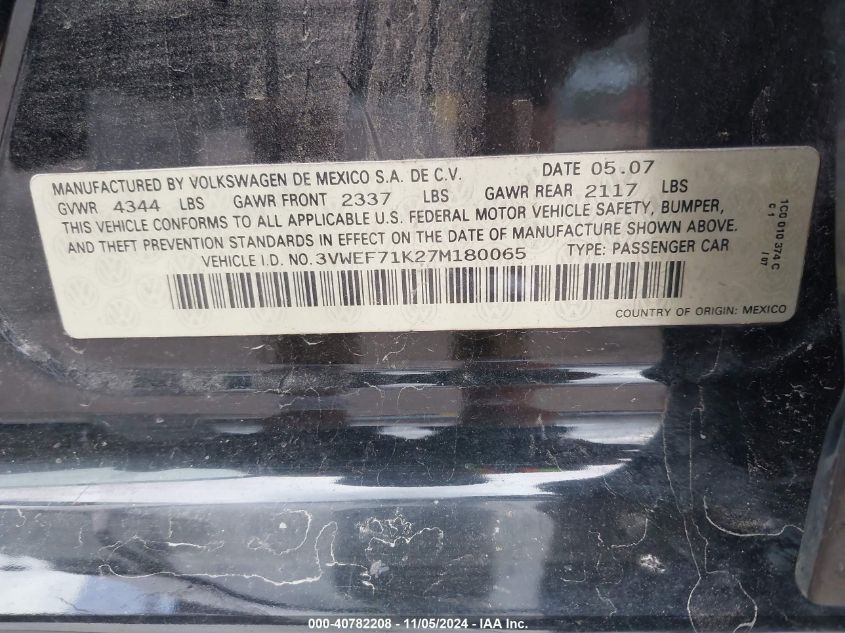 MANUFACTURED BY VOLKSWAGEN DE MEXICO S.A. DE C.V. DATE 05.07
GVWR 4344 LBS GAWR FRONT 2337 LBS GAWR REAR 2117 LBS
THIS VEHICLE CONFORMS TO ALL APPLICABLE U.S. FEDERAL MOTOR VEHICLE SAFETY, BUMPER,
AND THEFT PREVENTION STANDARDS IN EFFECT ON THE DATE OF MANUFACTURE SHOWN ABOVE.
VEHICLE I.D. NO. 3VWEF71K27M180065 TYPE: PASSENGER CAR
COUNTRY OF ORIGIN: MEXICO
1C0 010 374 C
/ 07
000-40782208 - 11/05/2024 - IAA Inc.